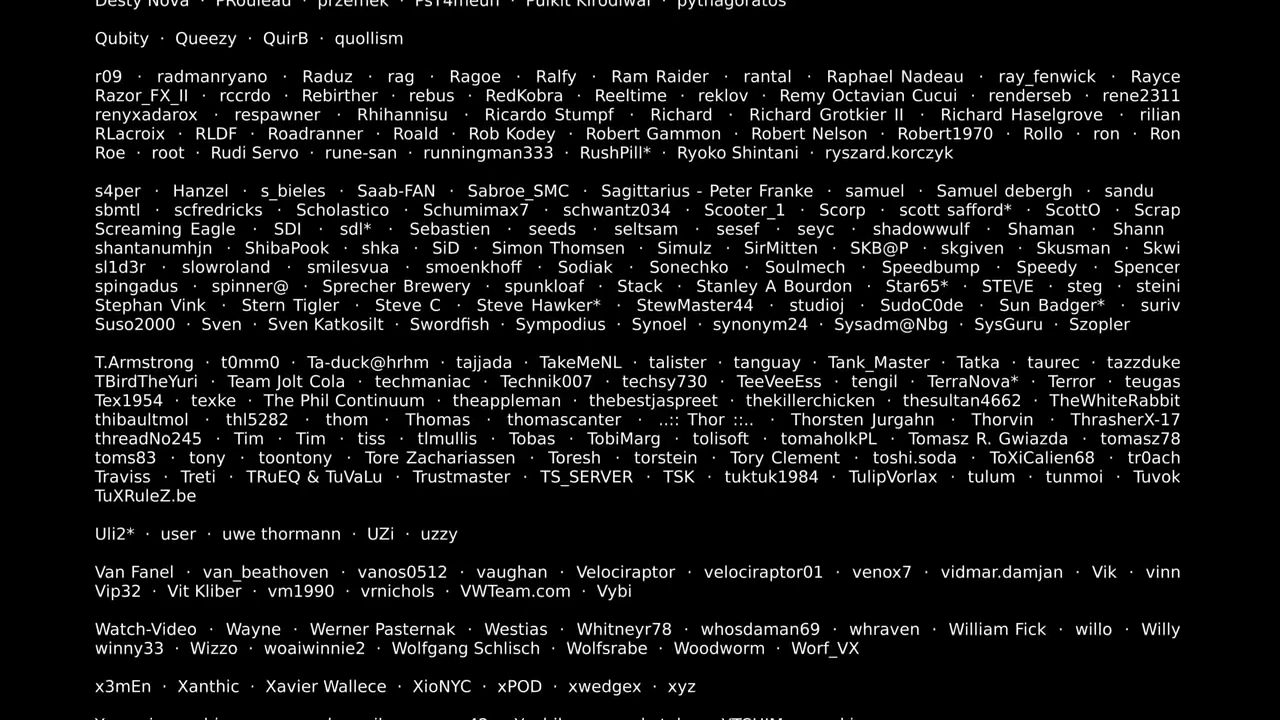 Desty Nova · PRouleau · przemek · PsT4meun · Pulkit Kirodiwal · pythagoratos
Qubity · Queezy · QuirB · quollism
r09 · radmanryano · Raduz · rag · Ragoe · Ralfy · Ram Raider · rantal · Raphael Nadeau · ray_fenwick · Rayce
Razor_FX_II · rccrdo · Rebirther · rebus · RedKobra · Reeltime · reklov · Remy Octavian Cucui · renderseb · rene2311
renyxadarox · respawner · Rhihannisu · Ricardo Stumpf · Richard · Richard Grotkier II · Richard Haselgrove · rilian
RLacroix · RLDF · Roadranner · Roald · Rob Kodey · Robert Gammon · Robert Nelson · Robert1970 · Rollo · ron · Ron
Roe · root · Rudi Servo · rune-san · runningman333 · RushPill* · Ryoko Shintani · ryszard.korczyk
s4per · Hanzel · s_bieles · Saab-FAN · Sabroe_SMC · Sagittarius - Peter Franke · samuel · Samuel debergh · sandu
sbmtl · scfredricks · Scholastico · Schumimax7 · schwantz034 · Scooter_1 · Scorp · scott safford* · ScottO · Scrap
Screaming Eagle · SDI · sdl* · Sebastien · seeds · seltsam · sesef · seyc · shadowwulf · Shaman · Shann
shantanumhjn · ShibaPook · shka · SiD · Simon Thomsen · Simulz · SirMitten · SKB@P · skgiven · Skusman · Skwi
sl1d3r · slowroland · smilesvua · smoenkhoff · Sodiak · Sonechko · Soulmech · Speedbump · Speedy · Spencer
spingadus · spinner@ · Sprecher Brewery · spunkloaf · Stack · Stanley A Bourdon · Star65* · STE\/E · steg · steini
Stephan Vink · Stern Tigler · Steve C · Steve Hawker* · StewMaster44 · studioj · SudoC0de · Sun Badger* · suriv
Suso2000 · Sven · Sven Katkosilt · Swordfish · Sympodius · Synoel · synonym24 · Sysadm@Nbg · SysGuru · Szopler
T.Armstrong · t0mm0 · Ta-duck@hrhm · tajjada · TakeMeNL · talister · tanguay · Tank_Master · Tatka · taurec · tazzduke
TBirdTheYuri · Team Jolt Cola · techmaniac · Technik007 · techsy730 · TeeVeeEss · tengil · TerraNova* · Terror · teugas
Tex1954 · texke · The Phil Continuum · theappleman · thebestjaspreet · thekillerchicken · thesultan4662 · TheWhiteRabbit
thibaultmol · thl5282 · thom · Thomas · thomascanter · ..:: Thor ::.. · Thorsten Jurgahn · Thorvin · ThrasherX-17
threadNo245 · Tim · Tim · tiss · tlmullis · Tobas · TobiMarg · tolisoft · tomaholkPL · Tomasz R. Gwiazda · tomasz78
toms83 · tony · toontony · Tore Zachariassen · Toresh · torstein · Tory Clement · toshi.soda · ToXiCalien68 · tr0ach
Traviss · Treti · TRuEQ & TuVaLu · Trustmaster · TS_SERVER · TSK · tuktuk1984 · TulipVorlax · tulum · tunmoi · Tuvok
TuXRuleZ.be
Uli2* · user · uwe thormann · UZi · uzzy
Van Fanel · van_beathoven · vanos0512 · vaughan · Velociraptor · velociraptor01 · venox7 · vidmar.damjan · Vik · vinn
Vip32 · Vit Kliber · vm1990 · vrnichols · VWTeam.com · Vybi
Watch-Video · Wayne · Werner Pasternak · Westias · Whitneyr78 · whosdaman69 · whraven · William Fick · willo · Willy
winny33 · Wizzo · woaiwinnie2 · Wolfgang Schlisch · Wolfsrabe · Woodworm · Worf_VX
x3mEn · Xanthic · Xavier Wallece · XioNYC · xPOD · xwedgex · xyz